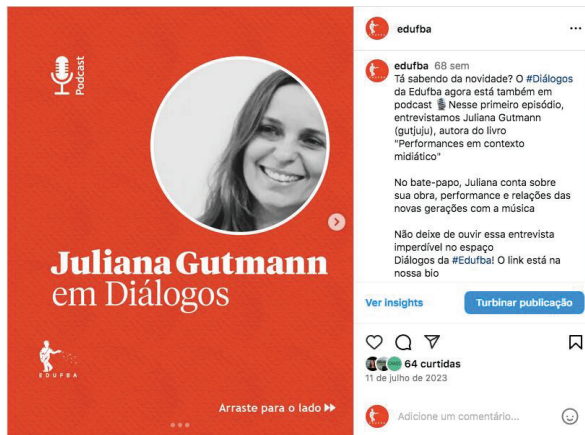 Podcast
Juliana Gutmann
em Diálogos
EDUFBA
Arraste para o lado
edufba
edufba 68 sem
Tá sabendo da novidade? O #Diálogos
da Edufba agora está também em
podcast 🎙️ Nesse primeiro episódio,
entrevistamos Juliana Gutmann
(gutjuju), autora do livro
"Performances em contexto
midiático"
No bate-papo, Juliana conta sobre
sua obra, performance e relações das
novas gerações com a música
Não deixe de ouvir essa entrevista
imperdível no espaço
Diálogos da #Edufba! O link está na
nossa bio
Ver insights
Turbinar publicação
64 curtidas
11 de julho de 2023
Adicione um comentário...